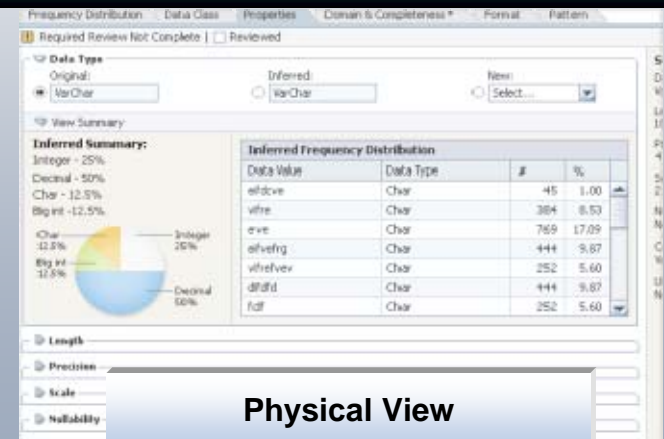 Frequency Distribution Data Class Properties Domain & Completeness * Format Pattern
Required Review Not Complete | Reviewed
Data Type
Original: Inferred: New:
VarChar VarChar Select...
View Summary
Inferred Summary:
Integer - 25%
Decimal - 50%
Char - 12.5%
Big int -12.5%
Char
12.5%
Integer
25%
Big int
12.5%
Decimal
50%
Inferred Frequency Distribution
Data Value Data Type # %
eifdcve Char 45 1.00
vifre Char 384 8.53
eve Char 769 17.09
eifvefrg Char 444 9.87
vifrefvev Char 252 5.60
dfdfd Char 444 9.87
fdf Char 252 5.60
Length
Precision
Scale
Nullability
Physical View